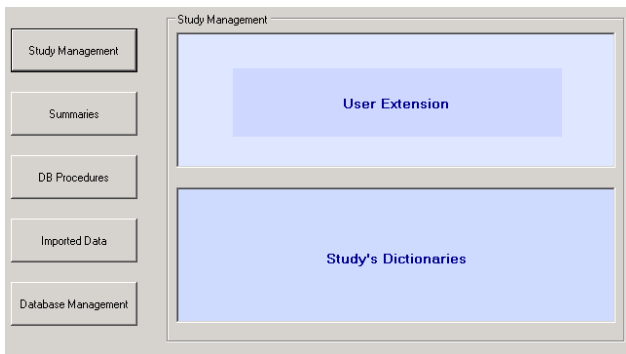 Study Management
Summaries
DB Procedures
Imported Data
Database Management
Study Management
User Extension
Study's Dictionaries